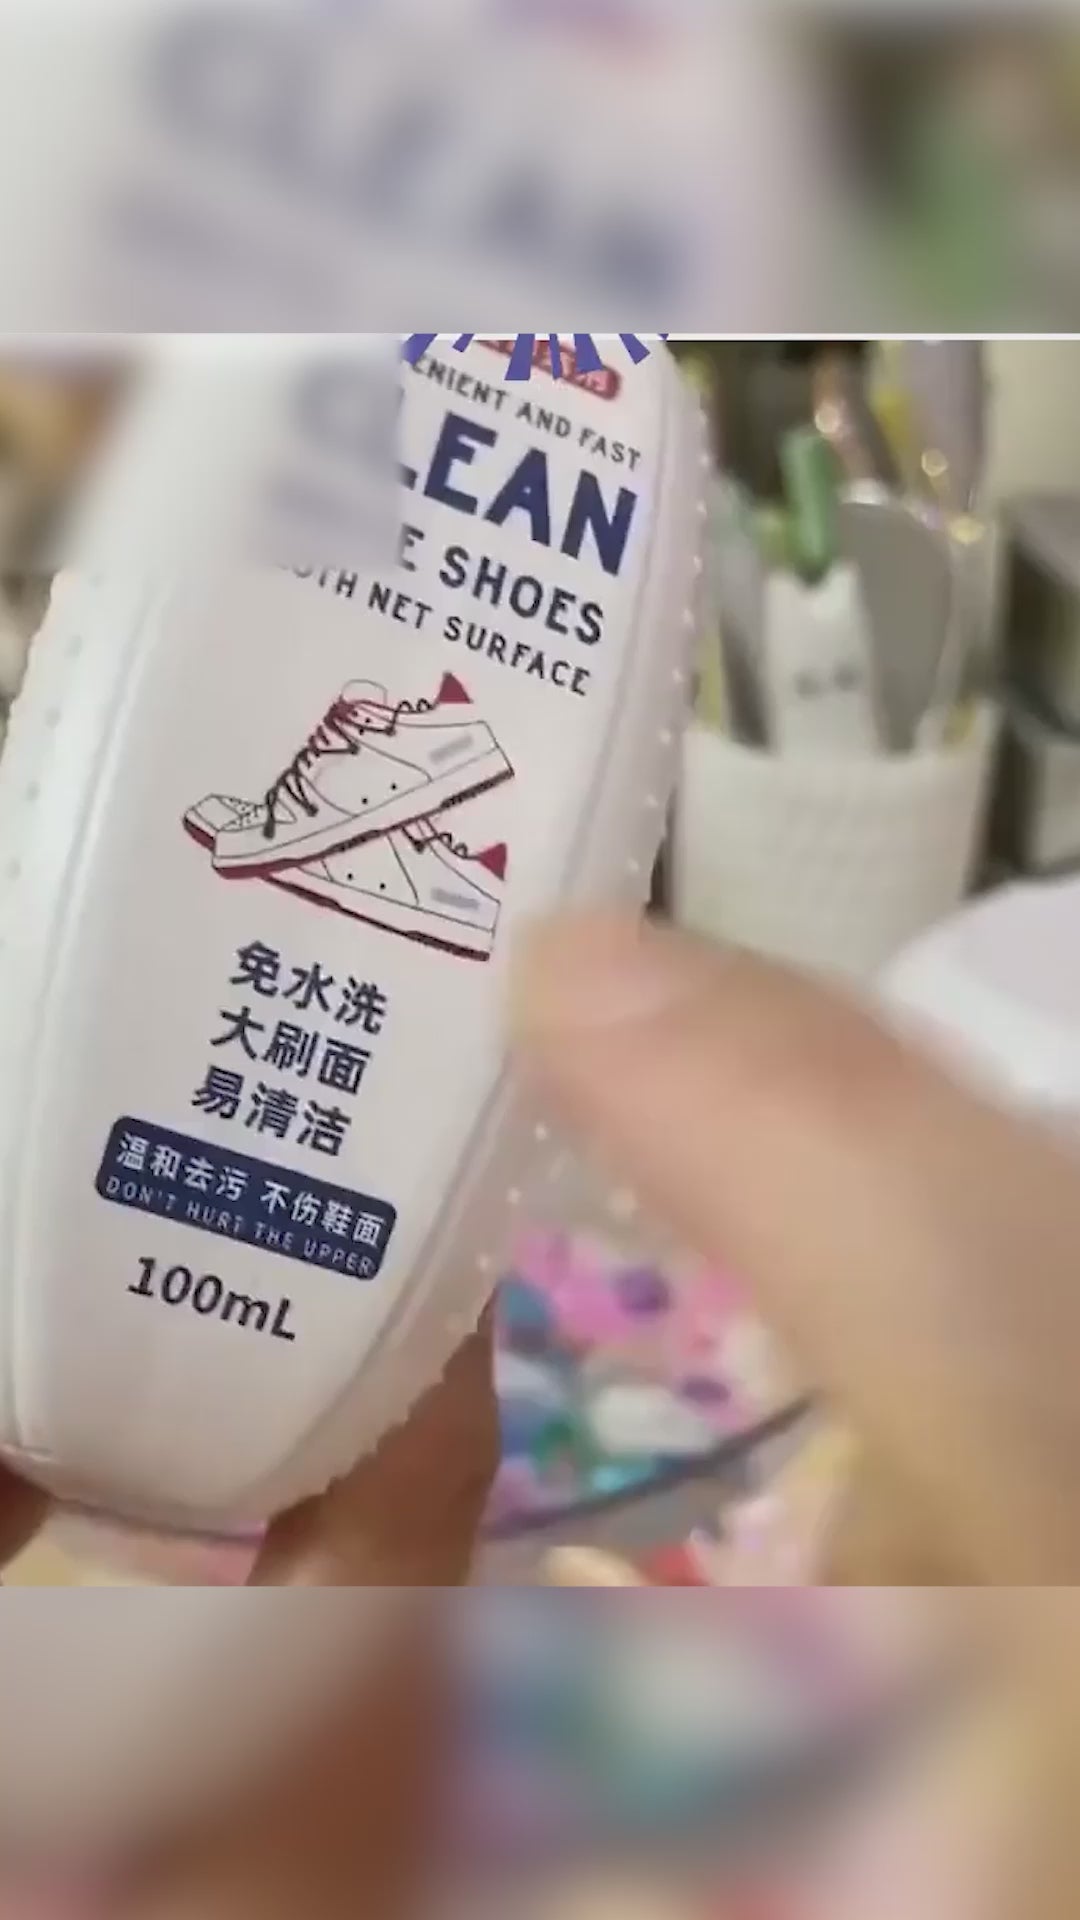 ENIENT AND FAST
LEAN
E SHOES
OTH NET SURFACE
免水洗
大刷面
易清洁
温和去污 不伤鞋面
DON'T HURT THE UPPER
100mL